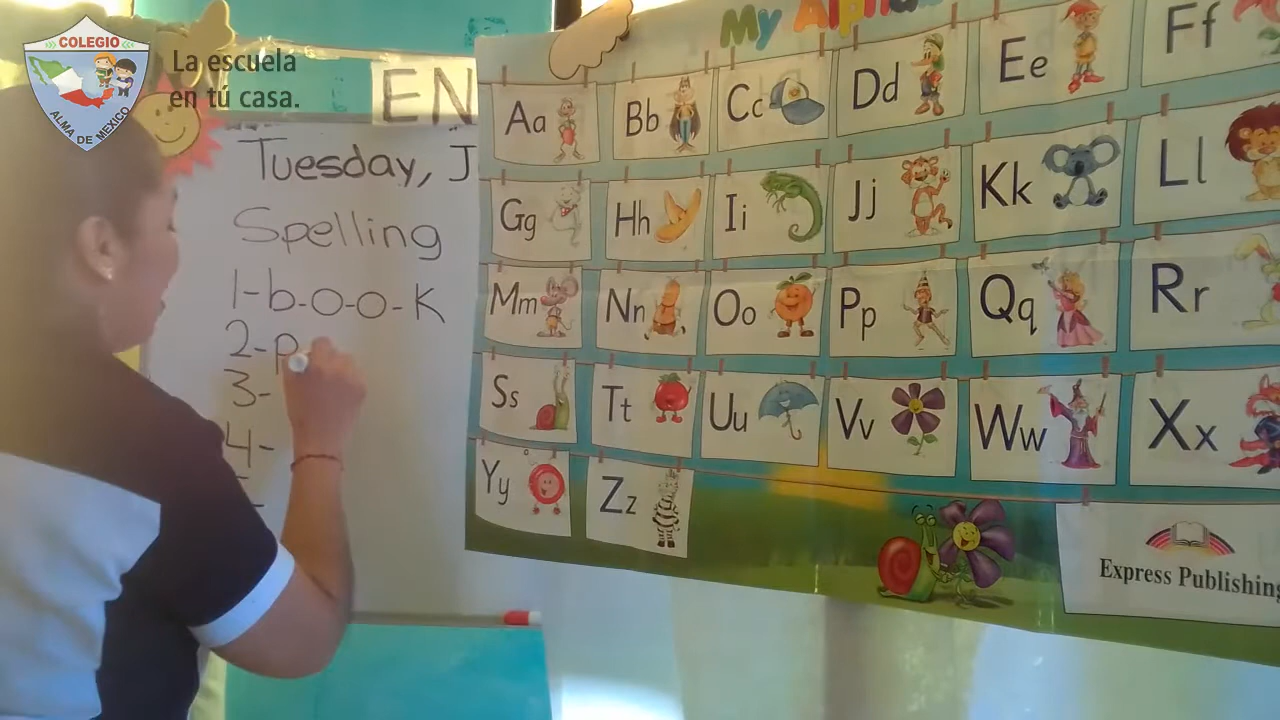 COLEGIO
ALMA DE MEXICO
La escuela
en tú casa.
EN
Tuesday, J
Spelling
1-b-o-o-K
2-p
3-
4-
My Alpha
Aa
Bb
Cc
Dd
Ee
Ff
Gg
Hh
Ii
Jj
Kk
Ll
Mm
Nn
Oo
Pp
Qq
Rr
Ss
Tt
Uu
Vv
Ww
Xx
Yy
Zz
Express Publishing